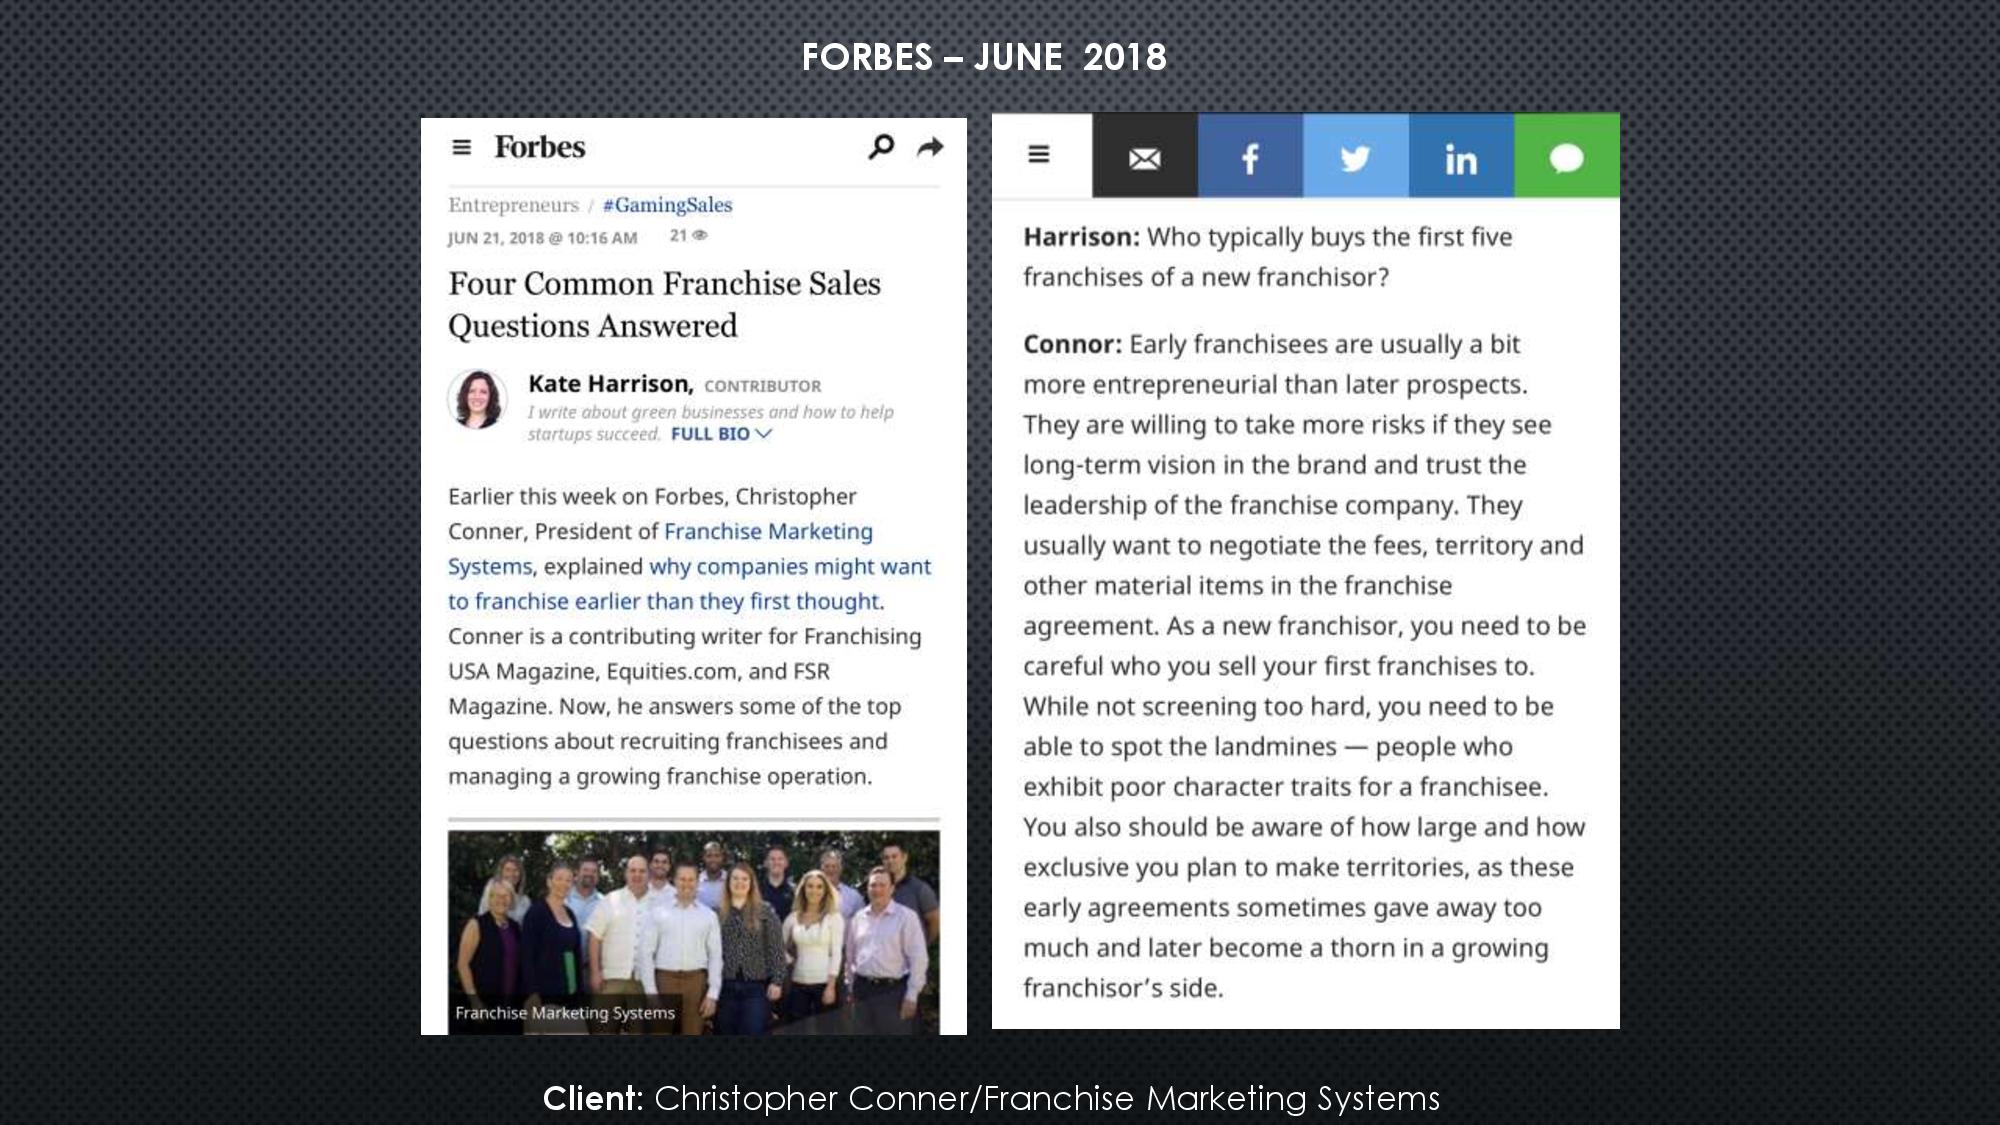 FORBES – JUNE 2018
Forbes
Entrepreneurs / #GamingSales
JUN 21, 2018 @ 10:16 AM 21
Four Common Franchise Sales
Questions Answered
Kate Harrison, CONTRIBUTOR
I write about green businesses and how to help
startups succeed. FULL BIO
Earlier this week on Forbes, Christopher
Conner, President of Franchise Marketing
Systems, explained why companies might want
to franchise earlier than they first thought.
Conner is a contributing writer for Franchising
USA Magazine, Equities.com, and FSR
Magazine. Now, he answers some of the top
questions about recruiting franchisees and
managing a growing franchise operation.
Franchise Marketing Systems
f
in
Harrison: Who typically buys the first five
franchises of a new franchisor?
Connor: Early franchisees are usually a bit
more entrepreneurial than later prospects.
They are willing to take more risks if they see
long-term vision in the brand and trust the
leadership of the franchise company. They
usually want to negotiate the fees, territory and
other material items in the franchise
agreement. As a new franchisor, you need to be
careful who you sell your first franchises to.
While not screening too hard, you need to be
able to spot the landmines — people who
exhibit poor character traits for a franchisee.
You also should be aware of how large and how
exclusive you plan to make territories, as these
early agreements sometimes gave away too
much and later become a thorn in a growing
franchisor’s side.
Client: Christopher Conner/Franchise Marketing Systems